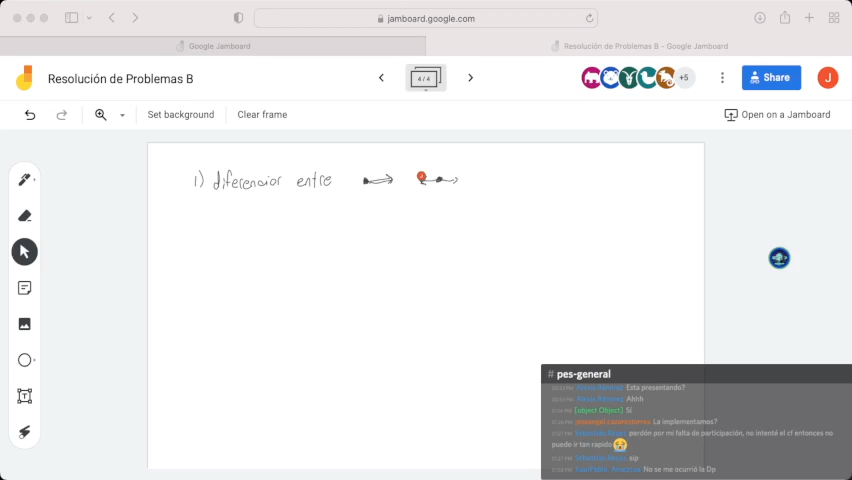 jamboard.google.com
Google Jamboard
Resolución de Problemas B - Google Jamboard
Resolución de Problemas B
4 / 4
+5
Share
J
Set background
Clear frame
Open on a Jamboard
1) diferenciar entre
# pes-general
Esta presentando?
Ahhh
[object Object] Sí
La implementamos?
perdón por mi falta de participación, no intenté el cf entonces no
puede ir tan rapido
sip
No se me ocurrió la Dp